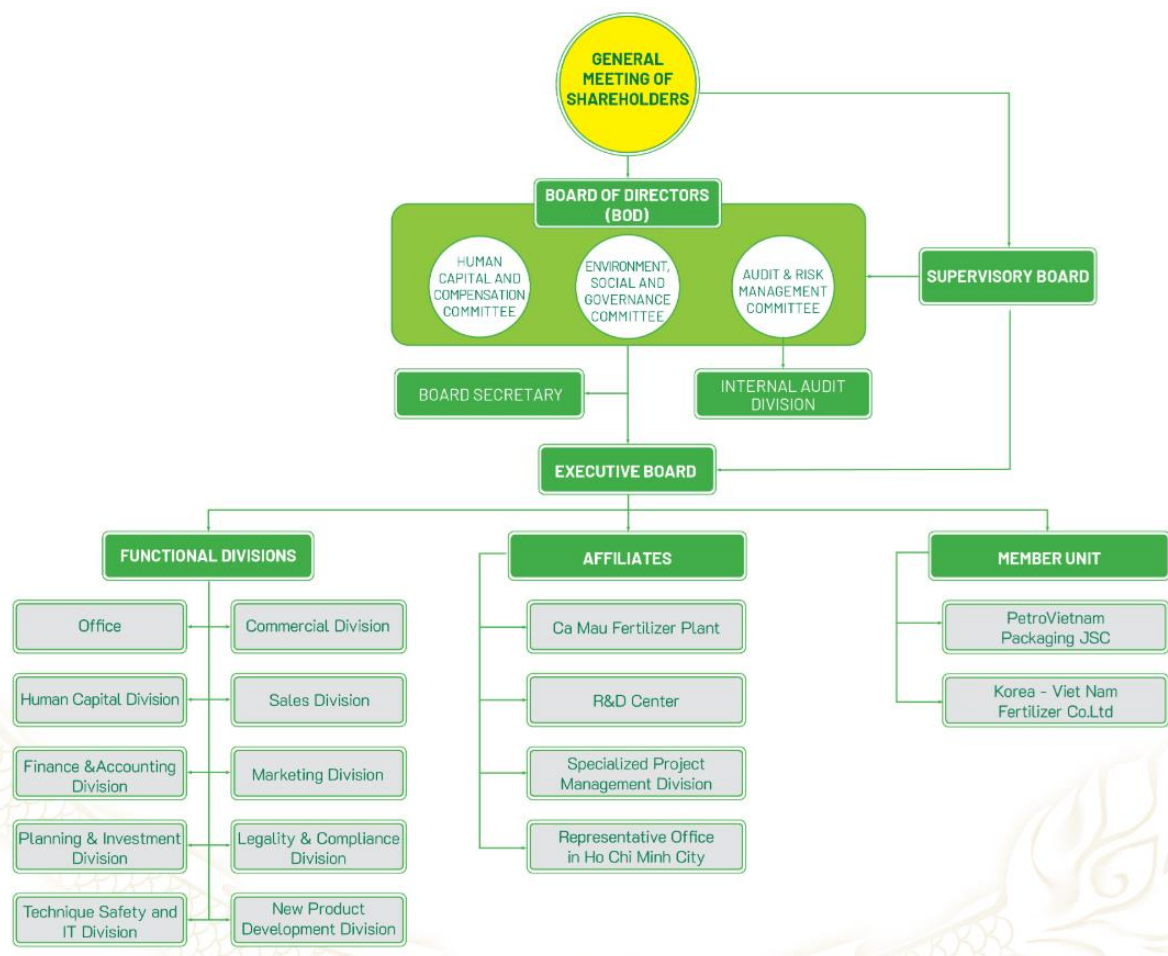 GENERAL
MEETING OF
SHAREHOLDERS
BOARD OF DIRECTORS
(BOD)
HUMAN
CAPITAL AND
COMPENSATION
COMMITTEE
ENVIRONMENT,
SOCIAL AND
GOVERNANCE
COMMITTEE
AUDIT & RISK
MANAGEMENT
COMMITTEE
SUPERVISORY BOARD
BOARD SECRETARY
INTERNAL AUDIT
DIVISION
EXECUTIVE BOARD
FUNCTIONAL DIVISIONS
Office
Commercial Division
Human Capital Division
Sales Division
Finance &Accounting
Division
Marketing Division
Planning & Investment
Division
Legality & Compliance
Division
Technique Safety and
IT Division
New Product
Development Division
AFFILIATES
Ca Mau Fertilizer Plant
R&D Center
Specialized Project
Management Division
Representative Office
in Ho Chi Minh City
MEMBER UNIT
PetroVietnam
Packaging JSC
Korea - Viet Nam
Fertilizer Co.Ltd